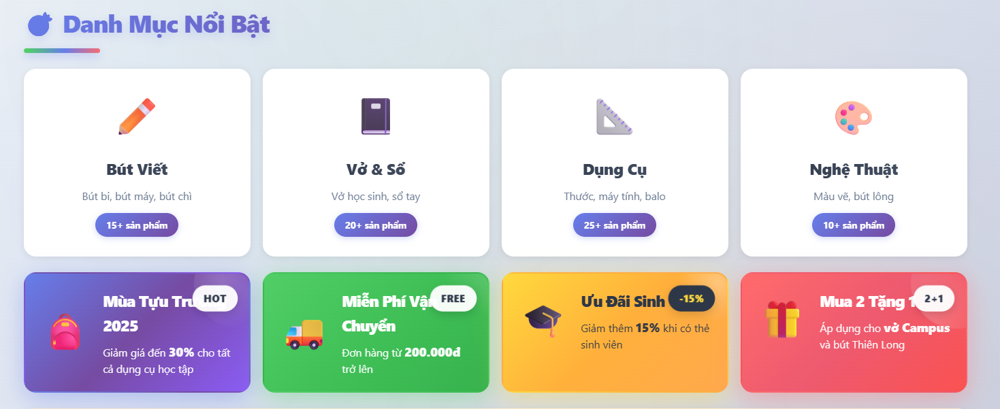 Danh Mục Nổi Bật
Bút Viết
Bút bi, bút máy, bút chì
15+ sản phẩm
Vở & Sổ
Vở học sinh, sổ tay
20+ sản phẩm
Dụng Cụ
Thước, máy tính, balo
25+ sản phẩm
Nghệ Thuật
Màu vẽ, bút lông
10+ sản phẩm
Mùa Tựu Trường
2025
HOT
Giảm giá đến 30% cho tất
cả dụng cụ học tập
Miễn Phí Vận
Chuyển
FREE
Đơn hàng từ 200.000đ
trở lên
Ưu Đãi Sinh
-15%
Giảm thêm 15% khi có thẻ
sinh viên
Mua 2 Tặng 1
2+1
Áp dụng cho vở Campus
và bút Thiên Long